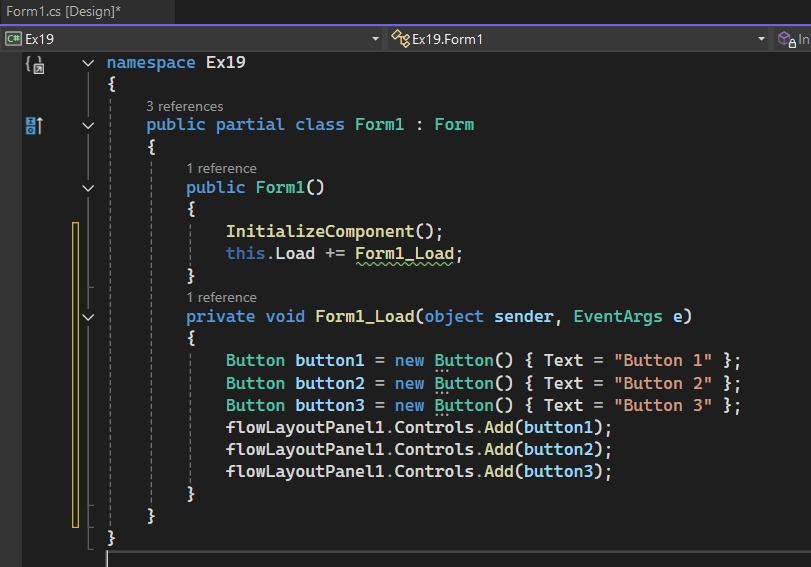 Form1.cs [Design]*
C# Ex19 Ex19.Form1 In
namespace Ex19
{
3 references
public partial class Form1 : Form
{
1 reference
public Form1()
{
InitializeComponent();
this.Load += Form1_Load;
}
1 reference
private void Form1_Load(object sender, EventArgs e)
{
Button button1 = new Button() { Text = "Button 1" };
Button button2 = new Button() { Text = "Button 2" };
Button button3 = new Button() { Text = "Button 3" };
flowLayoutPanel1.Controls.Add(button1);
flowLayoutPanel1.Controls.Add(button2);
flowLayoutPanel1.Controls.Add(button3);
}
}
}